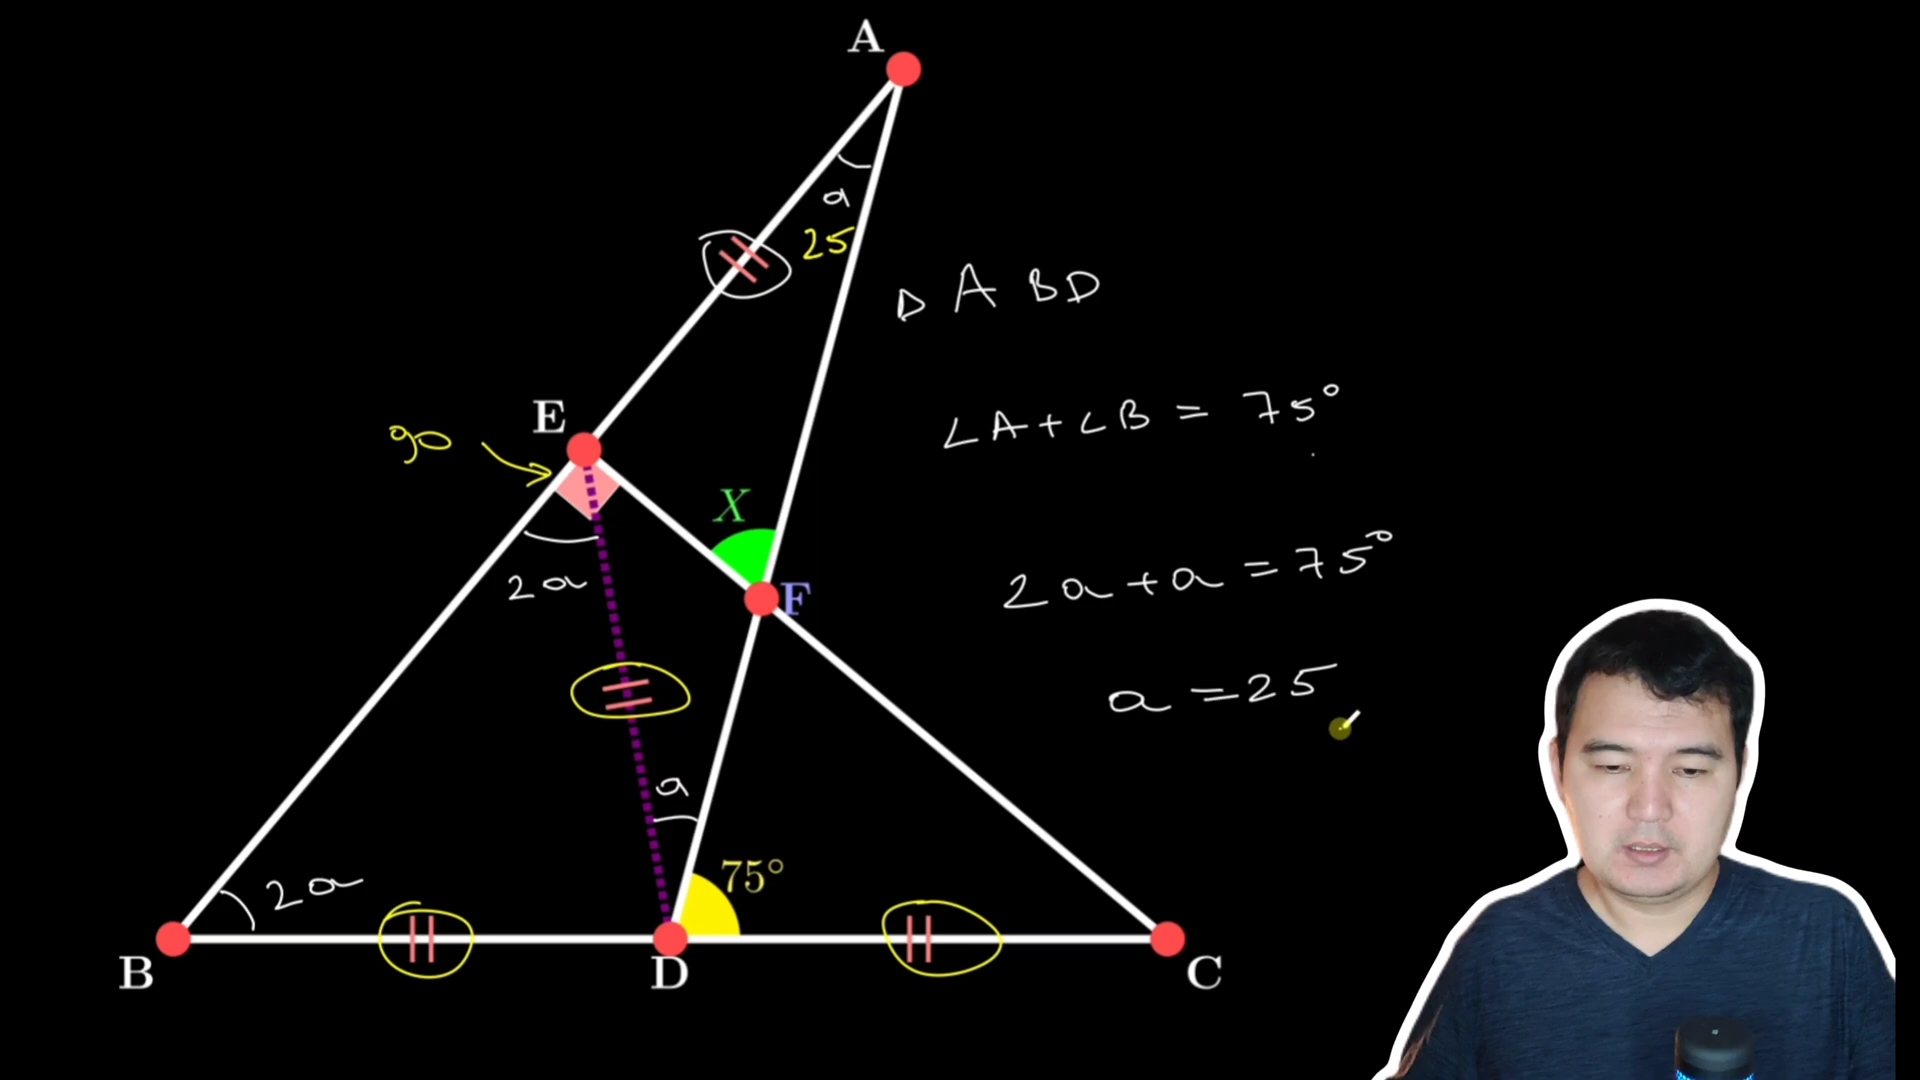 A
a
25
△ ABD
∠A+∠B = 75°
E
90
X
2a
F
2a+a=75°
a=25
a
75°
2a
B
D
C